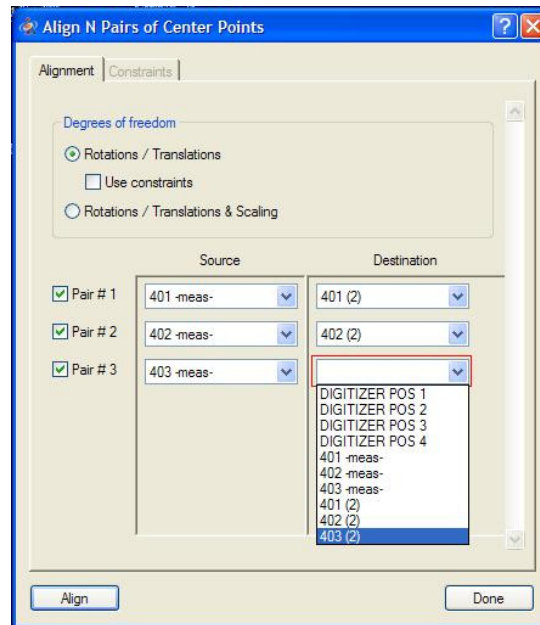 Align N Pairs of Center Points
Alignment Constraints
Degrees of freedom
Rotations / Translations
Use constraints
Rotations / Translations & Scaling
Source Destination
Pair # 1 401 -meas- 401 (2)
Pair # 2 402 -meas- 402 (2)
Pair # 3 403 -meas-
DIGITIZER POS 1
DIGITIZER POS 2
DIGITIZER POS 3
DIGITIZER POS 4
401 -meas-
402 -meas-
403 -meas-
401 (2)
402 (2)
403 (2)
Align Done